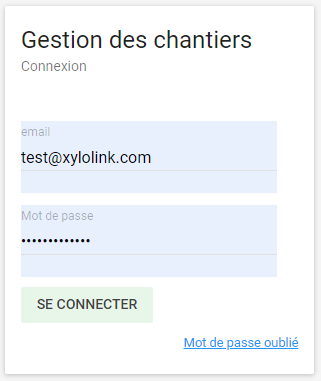 Gestion des chantiers
Connexion
email
test@xylolink.com
Mot de passe
•••••••••••••
SE CONNECTER
Mot de passe oublié